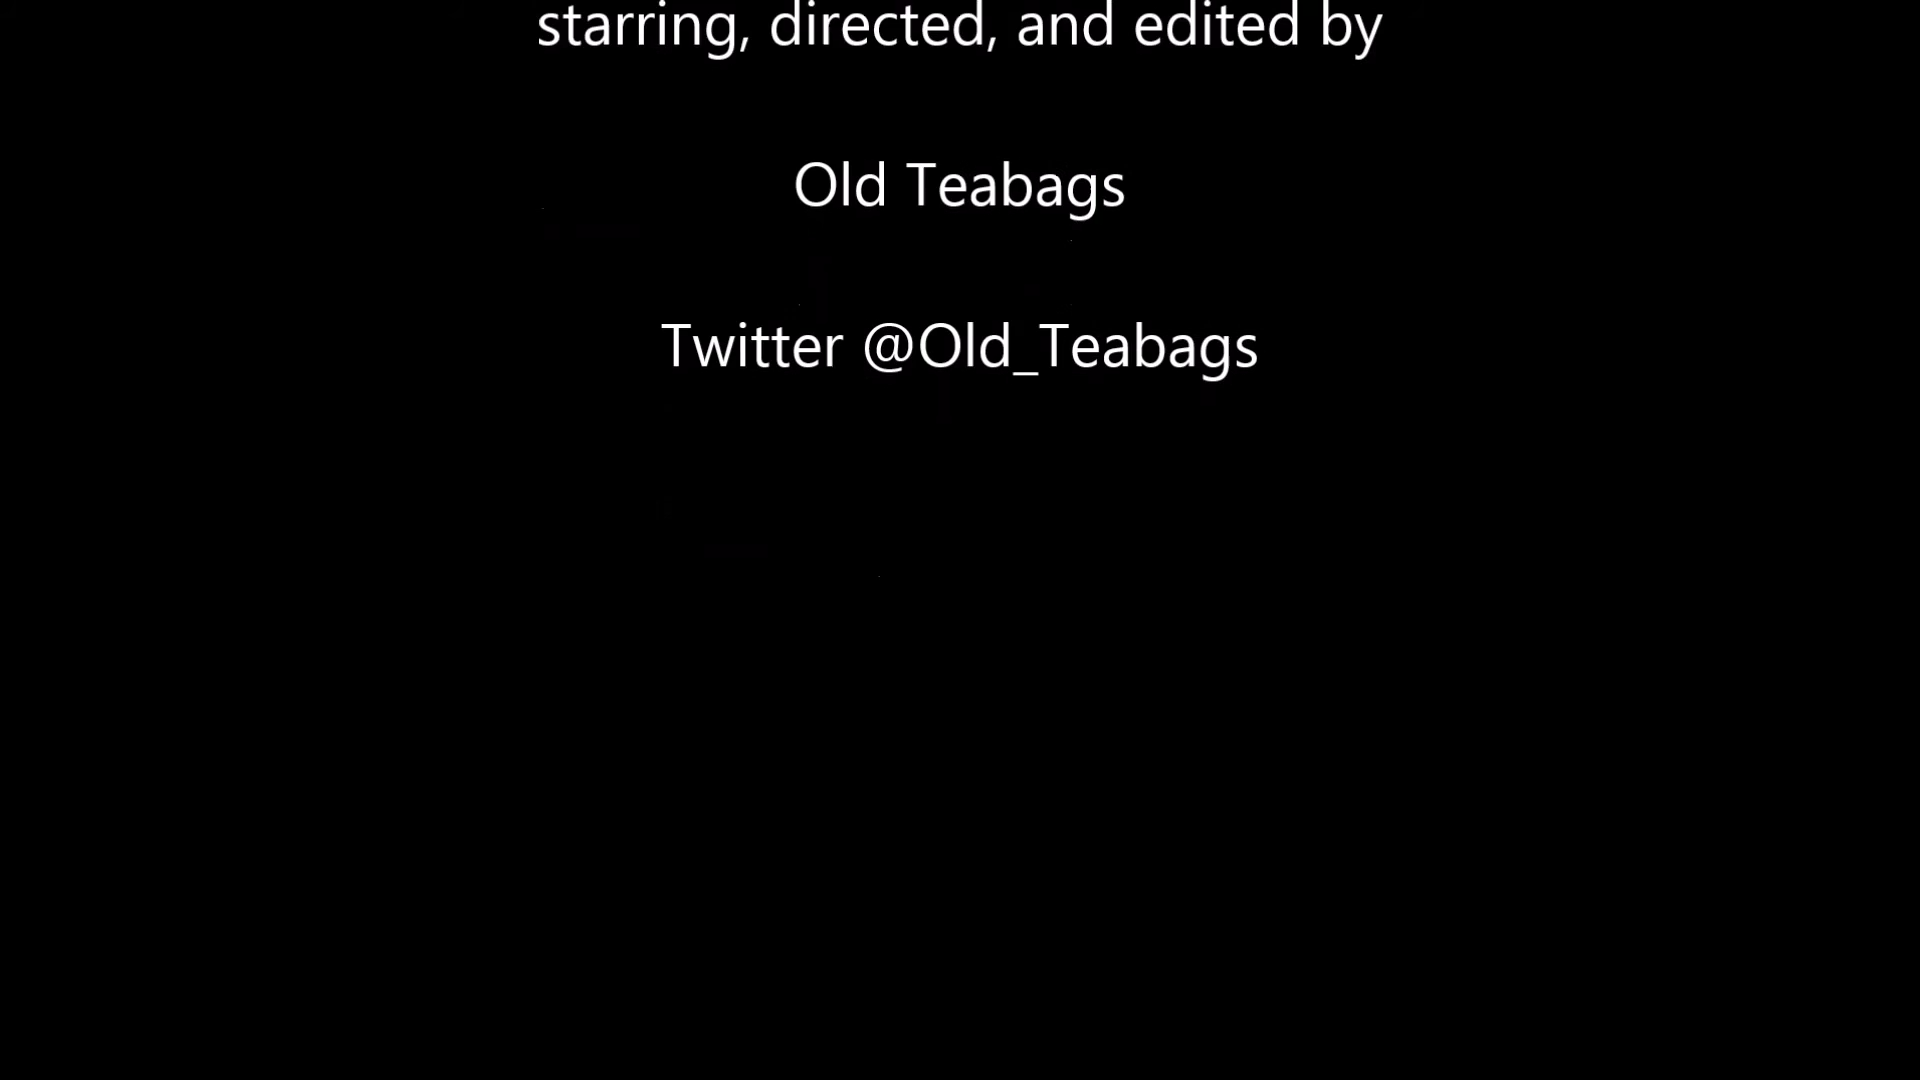 starring, directed, and edited by
Old Teabags
Twitter @Old_Teabags